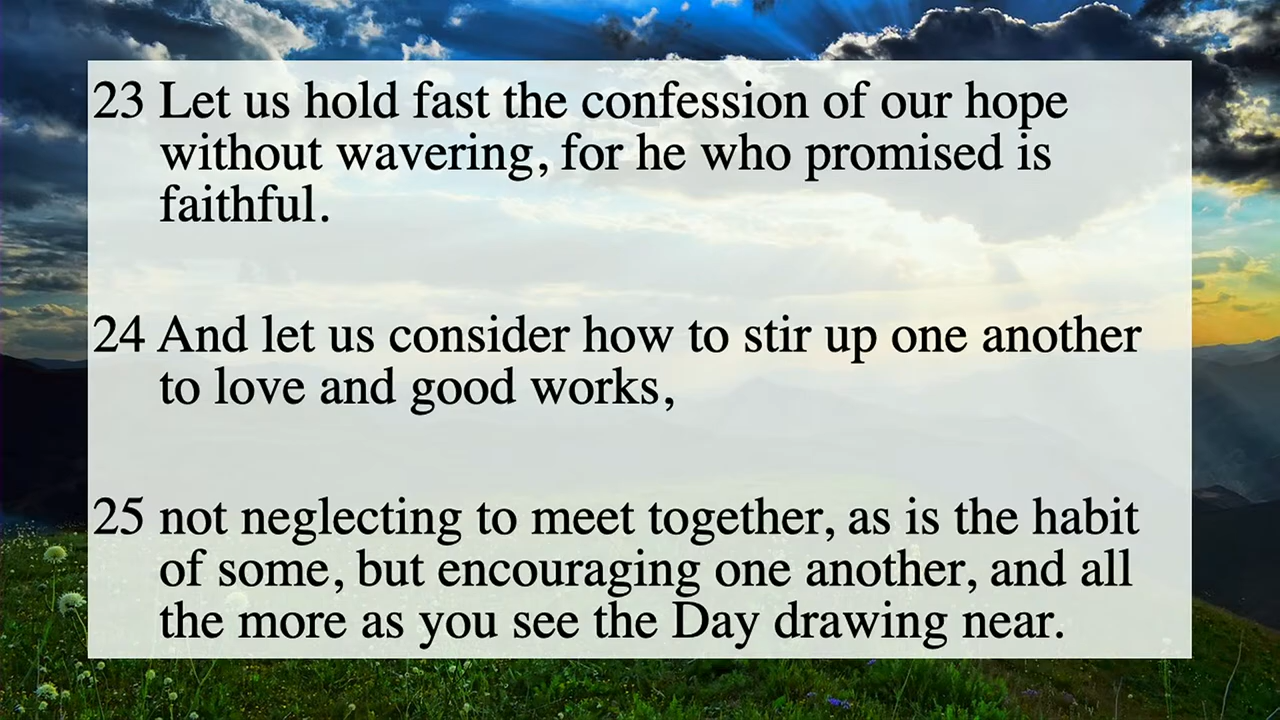 23 Let us hold fast the confession of our hope
without wavering, for he who promised is
faithful.
24 And let us consider how to stir up one another
to love and good works,
25 not neglecting to meet together, as is the habit
of some, but encouraging one another, and all
the more as you see the Day drawing near.